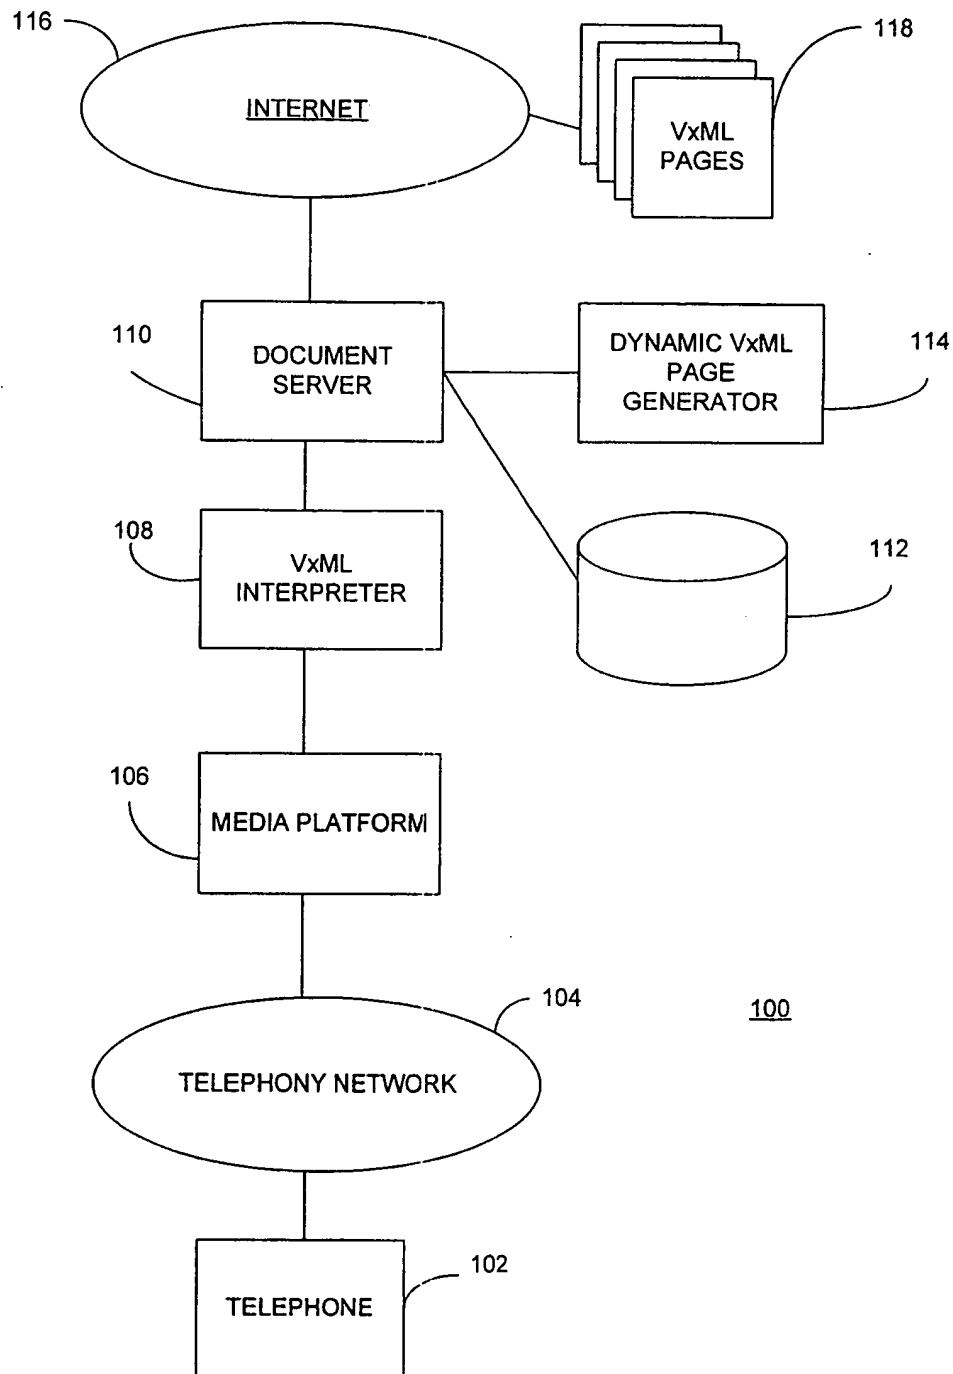 116
INTERNET
118
VxML
PAGES
110
DOCUMENT
SERVER
DYNAMIC VxML
PAGE
GENERATOR
114
108
VxML
INTERPRETER
112
106
MEDIA PLATFORM
104
100
TELEPHONY NETWORK
102
TELEPHONE